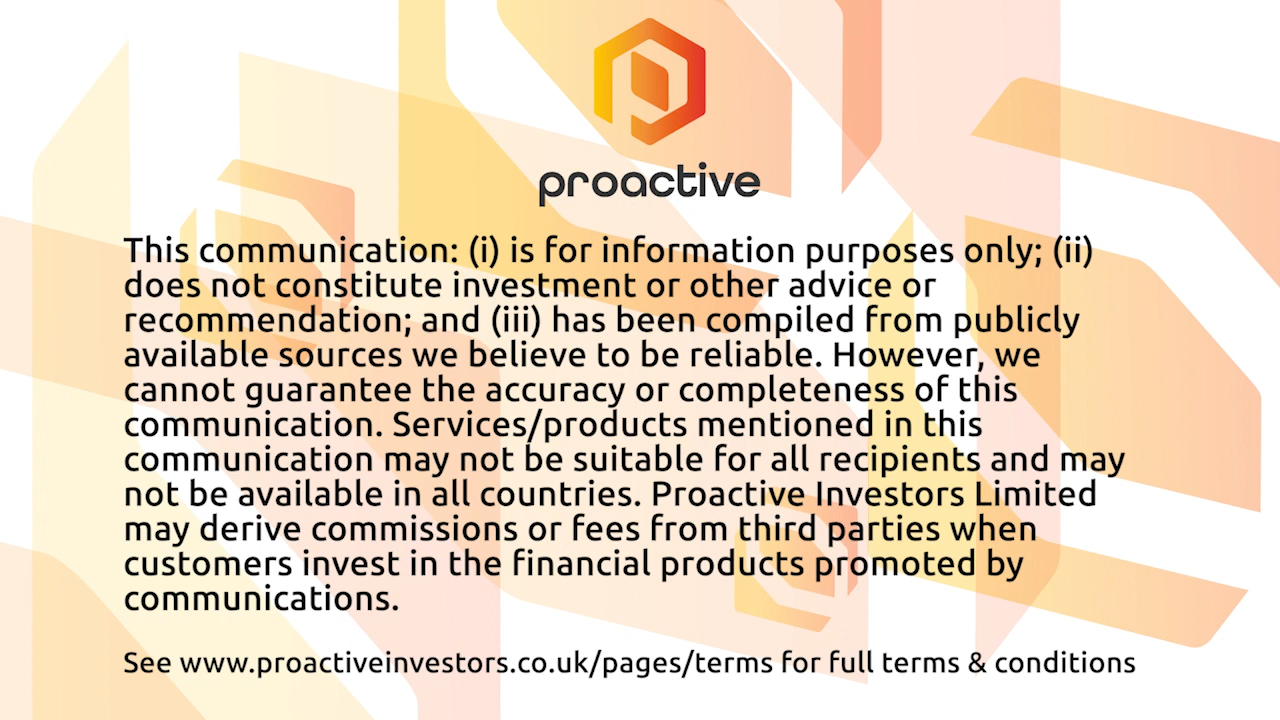 proactive
This communication: (i) is for information purposes only; (ii)
does not constitute investment or other advice or
recommendation; and (iii) has been compiled from publicly
available sources we believe to be reliable. However, we
cannot guarantee the accuracy or completeness of this
communication. Services/products mentioned in this
communication may not be suitable for all recipients and may
not be available in all countries. Proactive Investors Limited
may derive commissions or fees from third parties when
customers invest in the financial products promoted by
communications.
See www.proactiveinvestors.co.uk/pages/terms for full terms & conditions